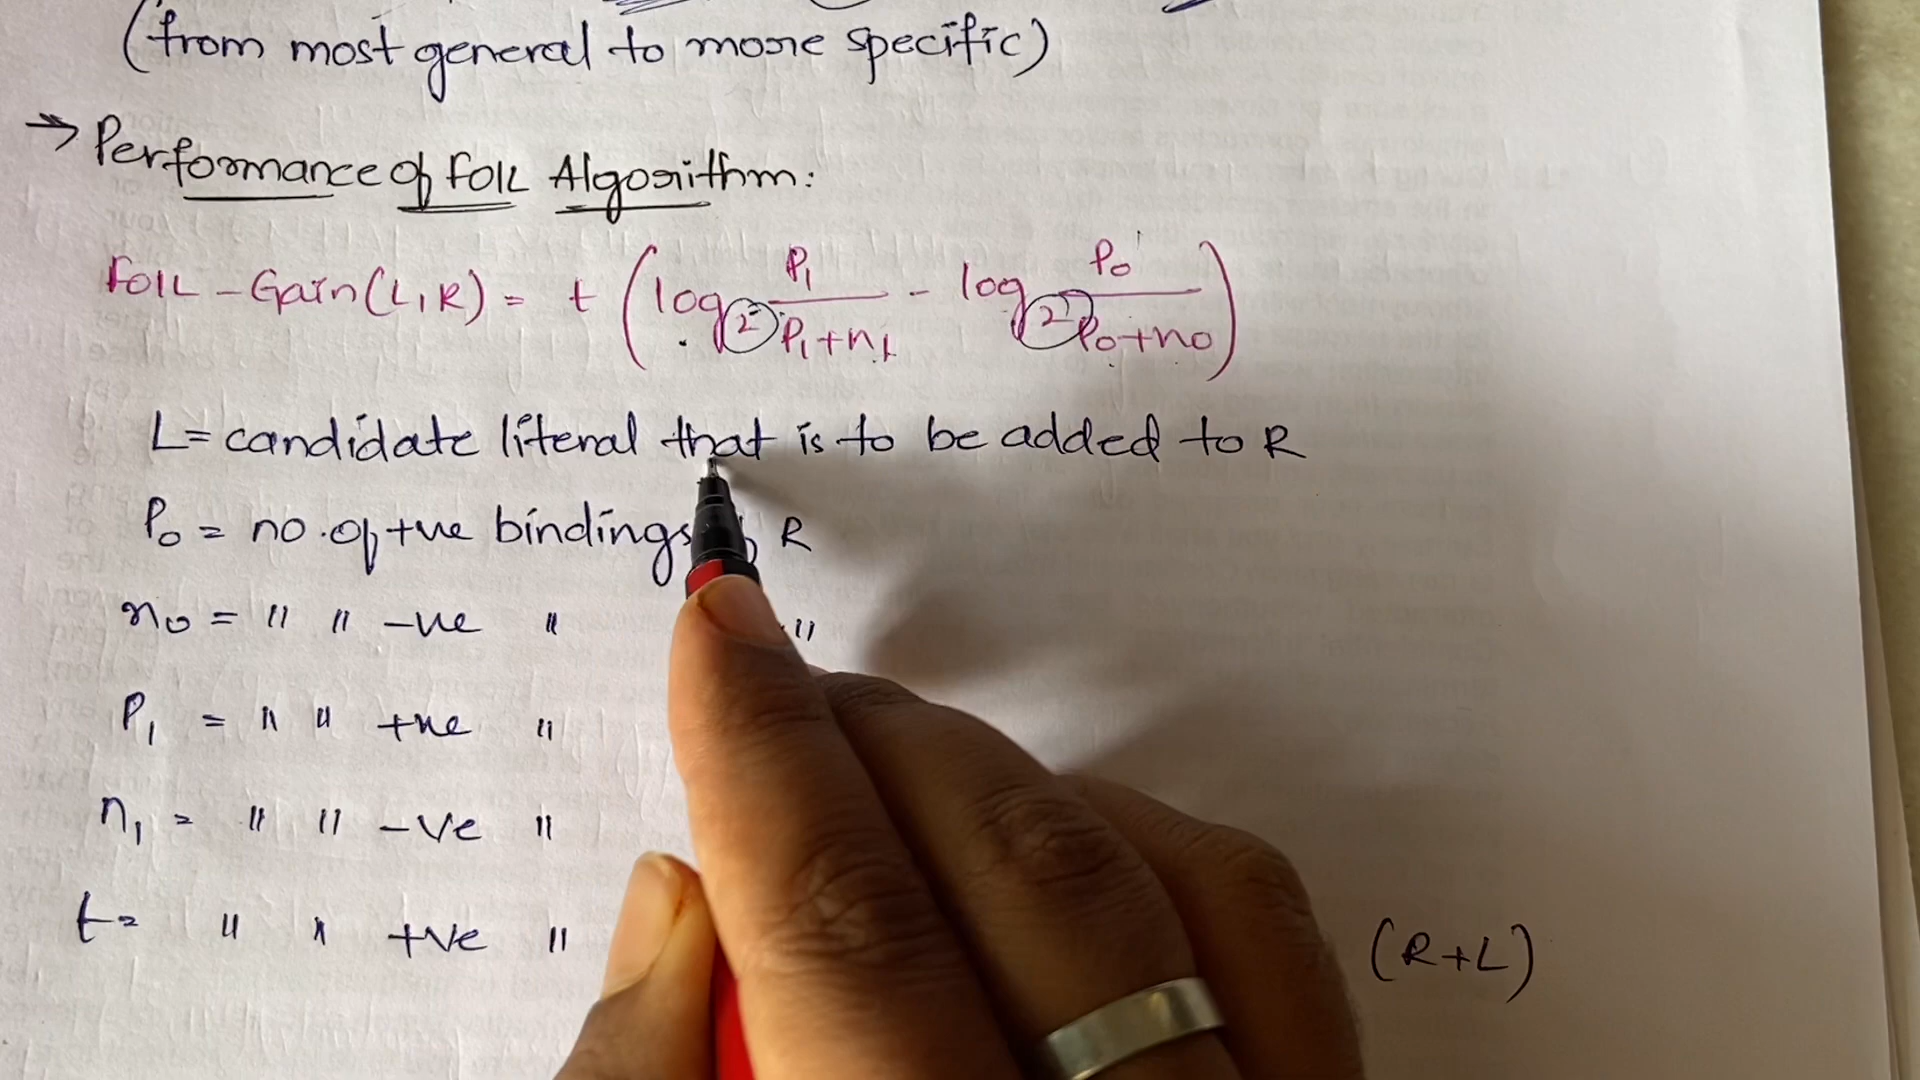 (from most general to more specific)
→ Performance of FOIL Algorithm:
FOIL - Gain(L, R) = t ( log₂ P₁ / P₁+n₁ - log₂ P₀ / P₀+n₀ )
L = candidate literal that is to be added to R
P₀ = no. of +ve bindings R
n₀ = " " -ve " "
P₁ = " " +ve "
n₁ = " " -ve "
t = " " +ve " (R+L)